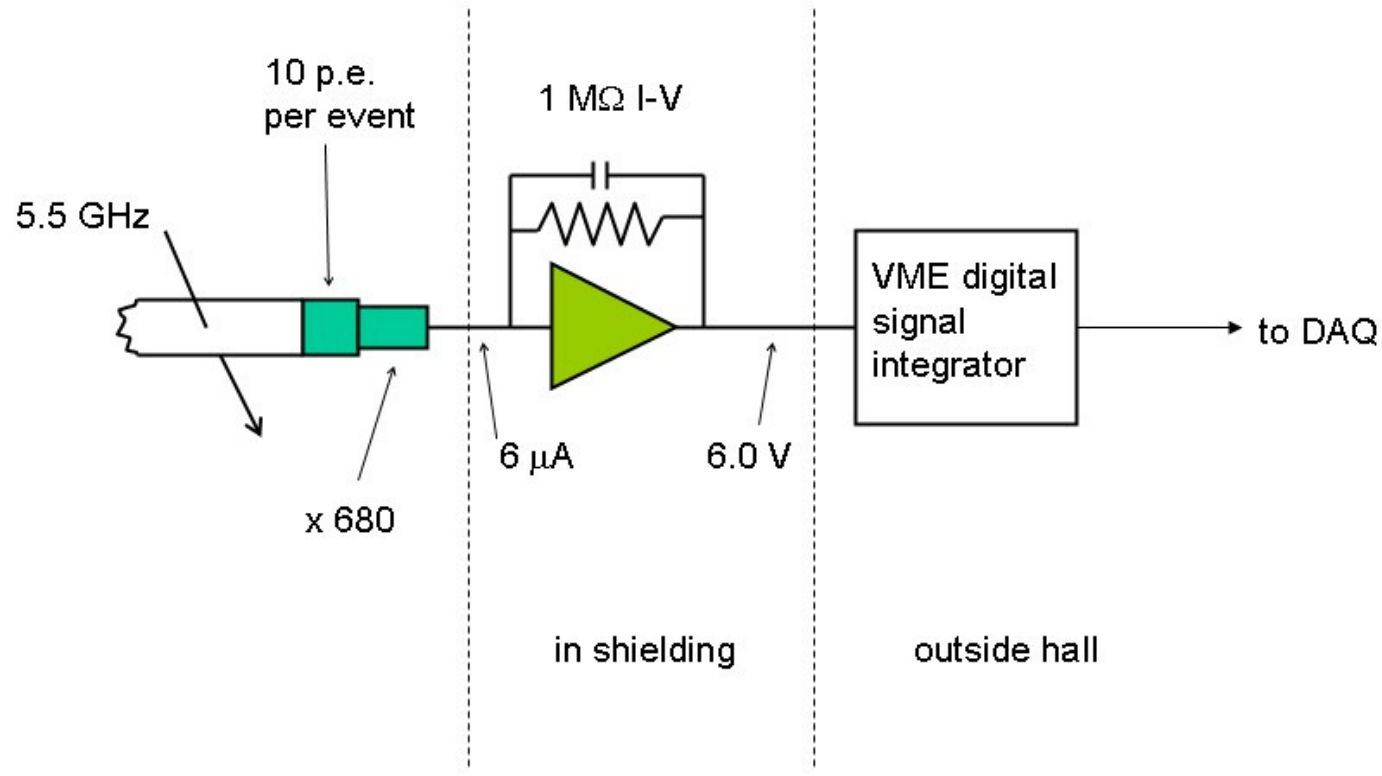 10 p.e.
per event
1 MΩ I-V
5.5 GHz
VME digital
signal
integrator
to DAQ
6 μA
6.0 V
x 680
in shielding
outside hall